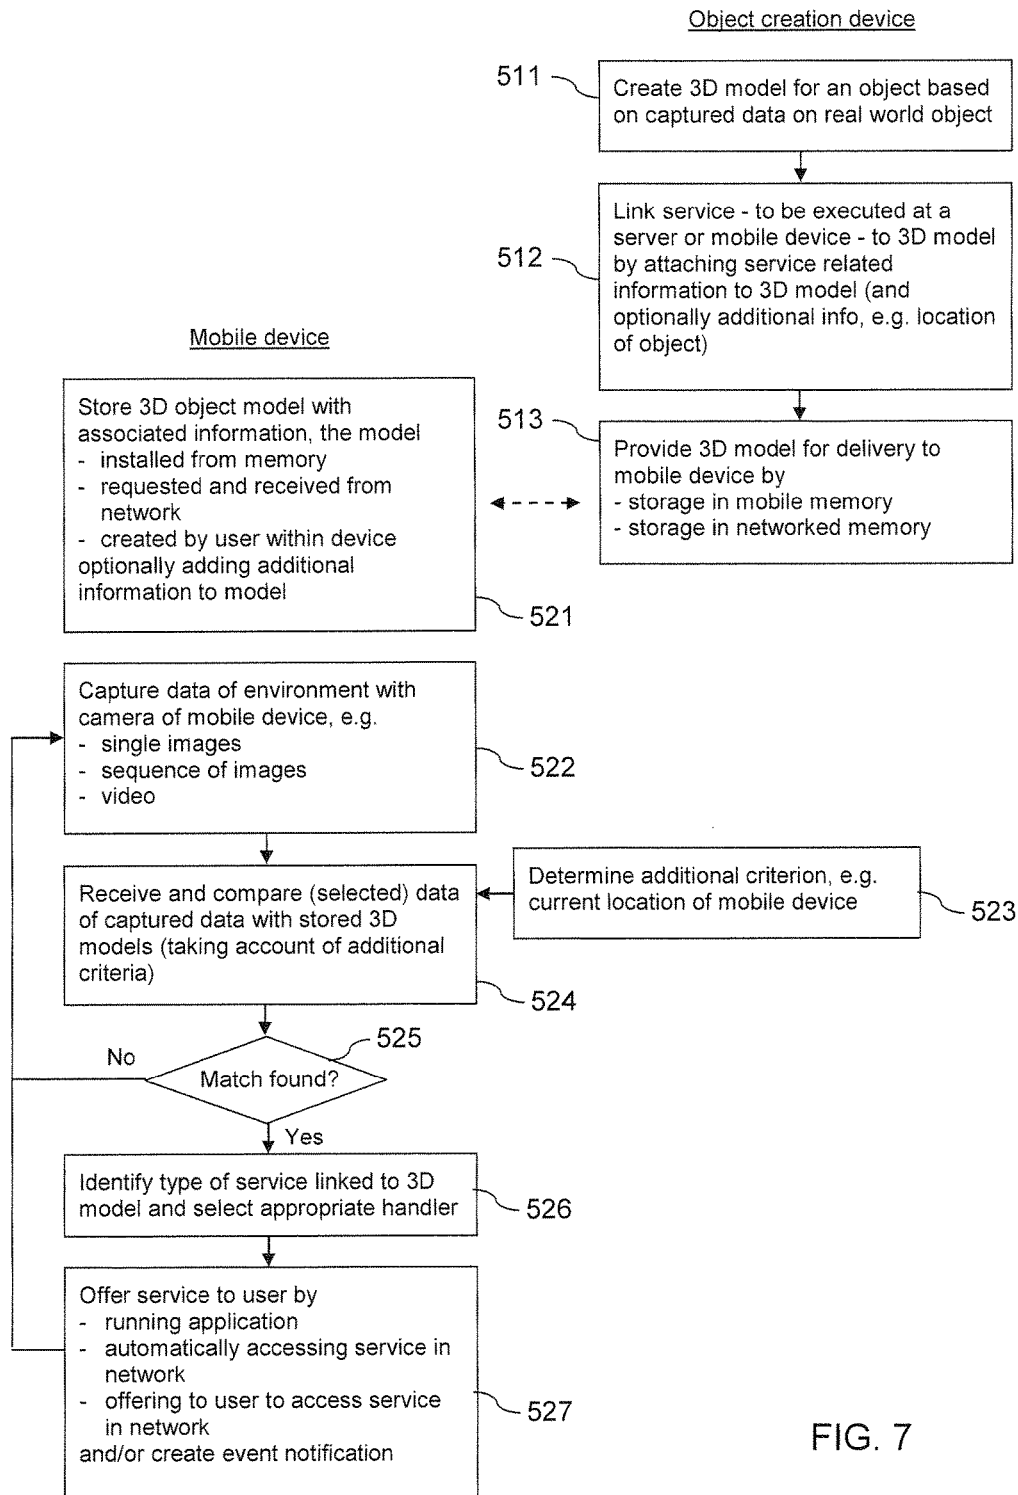 Object creation device
511
Create 3D model for an object based
on captured data on real world object
512
Link service - to be executed at a
server or mobile device - to 3D model
by attaching service related
information to 3D model (and
optionally additional info, e.g. location
of object)
513
Provide 3D model for delivery to
mobile device by
- storage in mobile memory
- storage in networked memory
Mobile device
Store 3D object model with
associated information, the model
- installed from memory
- requested and received from
network
- created by user within device
optionally adding additional
information to model
521
Capture data of environment with
camera of mobile device, e.g.
- single images
- sequence of images
- video
522
Receive and compare (selected) data
of captured data with stored 3D
models (taking account of additional
criteria)
524
Determine additional criterion, e.g.
current location of mobile device
523
525
Match found?
No
Yes
Identify type of service linked to 3D
model and select appropriate handler
526
Offer service to user by
- running application
- automatically accessing service in
network
- offering to user to access service
in network
and/or create event notification
527
FIG. 7